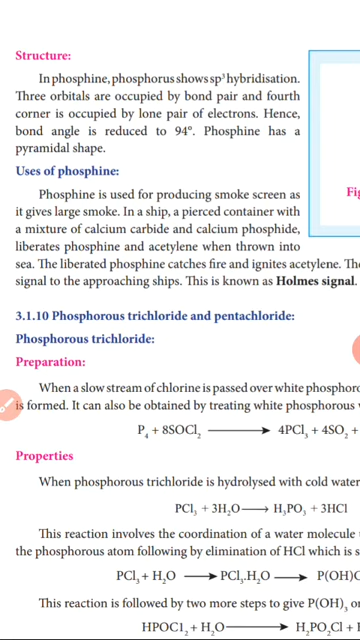 Structure:
In phosphine, phosphorus shows sp³ hybridisation.
Three orbitals are occupied by bond pair and fourth
corner is occupied by lone pair of electrons. Hence,
bond angle is reduced to 94°. Phosphine has a
pyramidal shape.
Uses of phosphine:
Phosphine is used for producing smoke screen as
it gives large smoke. In a ship, a pierced container with
a mixture of calcium carbide and calcium phosphide,
liberates phosphine and acetylene when thrown into
sea. The liberated phosphine catches fire and ignites acetylene.
signal to the approaching ships. This is known as Holmes signal.
3.1.10 Phosphorous trichloride and pentachloride:
Phosphorous trichloride:
Preparation:
When a slow stream of chlorine is passed over white
is formed. It can also be obtained by treating white phosphorous
P₄ + 8SOCl₂ ⟶ 4PCl₃ + 4SO₂ +
Properties
When phosphorous trichloride is hydrolysed with cold water
PCl₃ + 3H₂O ⟶ H₃PO₃ + 3HCl
This reaction involves the coordination of a water molecule
the phosphorous atom following by elimination of HCl which is
PCl₃ + H₂O ⟶ PCl₃.H₂O ⟶
This reaction is followed by two more steps to give P(OH)₃
HPOCl₂ + H₂O ⟶ H₂PO₂Cl +